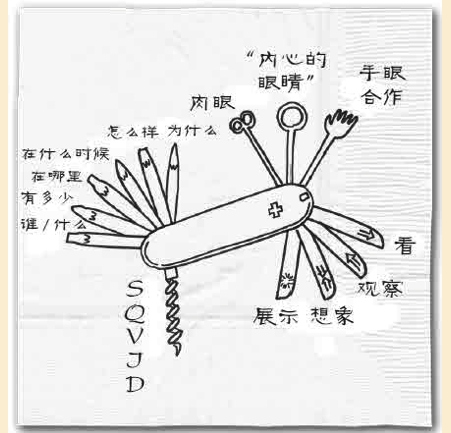 “内心的
眼睛”
手眼
合作
肉眼
怎么样 为什么
在什么时候
在哪里
有多少
谁/什么
看
观察
展示 想象
S
Q
V
I
D